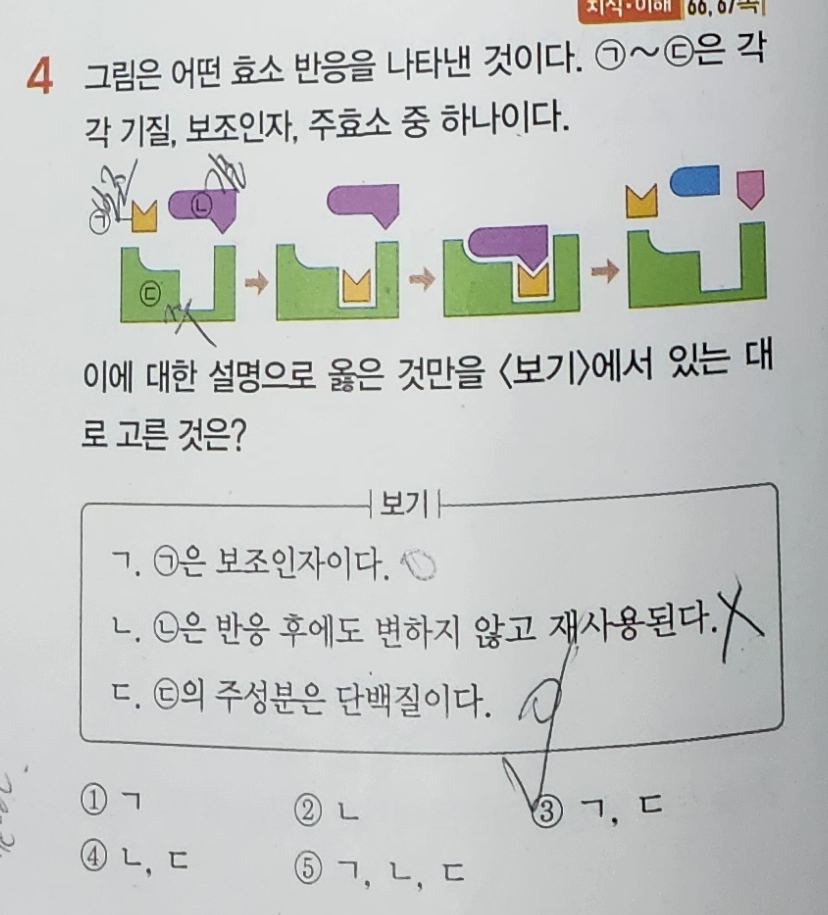 지식·이해 66, 67쪽
4 그림은 어떤 효소 반응을 나타낸 것이다. ㉠~㉢은 각
각 기질, 보조인자, 주효소 중 하나이다.
㉠ ㉡
㉢
이에 대한 설명으로 옳은 것만을 <보기>에서 있는 대
로 고른 것은?
보기
ㄱ. ㉠은 보조인자이다.
ㄴ. ㉡은 반응 후에도 변하지 않고 재사용된다.
ㄷ. ㉢의 주성분은 단백질이다.
① ㄱ ② ㄴ ③ ㄱ, ㄷ
④ ㄴ, ㄷ ⑤ ㄱ, ㄴ, ㄷ